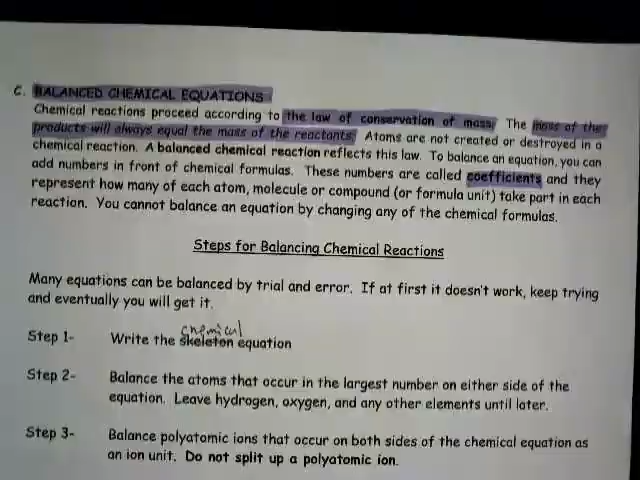 C. BALANCED CHEMICAL EQUATIONS
Chemical reactions proceed according to the law of conservation of mass. The mass of the
products will always equal the mass of the reactants. Atoms are not created or destroyed in a
chemical reaction. A balanced chemical reaction reflects this law. To balance an equation, you can
add numbers in front of chemical formulas. These numbers are called coefficients and they
represent how many of each atom, molecule or compound (or formula unit) take part in each
reaction. You cannot balance an equation by changing any of the chemical formulas.
Steps for Balancing Chemical Reactions
Many equations can be balanced by trial and error. If at first it doesn't work, keep trying
and eventually you will get it.
chemical
Step 1- Write the skeleton equation
Step 2- Balance the atoms that occur in the largest number on either side of the
equation. Leave hydrogen, oxygen, and any other elements until later.
Step 3- Balance polyatomic ions that occur on both sides of the chemical equation as
an ion unit. Do not split up a polyatomic ion.